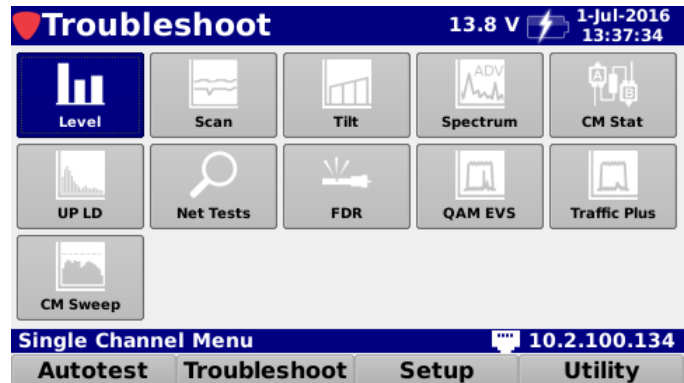 Troubleshoot 13.8 V 1-Jul-2016
13:37:34
ADV
A
B
Level Scan Tilt Spectrum CM Stat
UP LD Net Tests FDR QAM EVS Traffic Plus
CM Sweep
Single Channel Menu 10.2.100.134
Autotest Troubleshoot Setup Utility